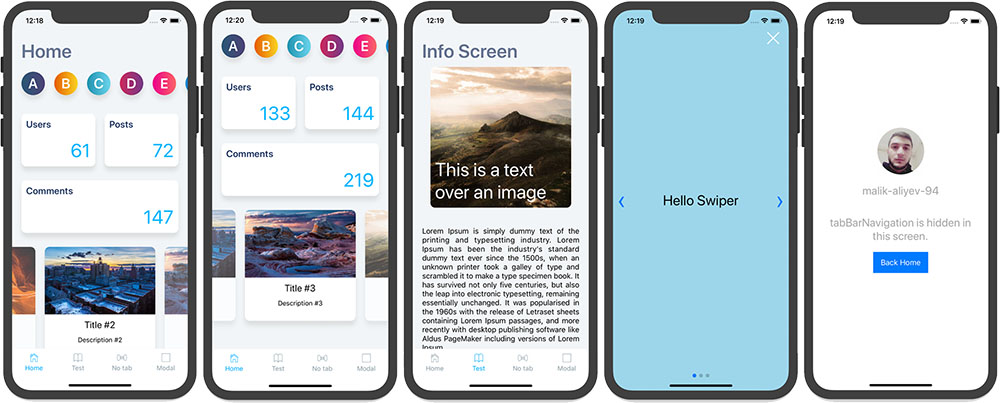 12:18
Home
A B C D E
Users
61
Posts
72
Comments
147
Title #2
Description #2
Home Test No tab Modal
12:20
A B C D E
Users
133
Posts
144
Comments
219
Title #3
Description #3
Home Test No tab Modal
12:19
Info Screen
This is a text
over an image
Lorem Ipsum is simply dummy text of the
printing and typesetting industry. Lorem
Ipsum has been the industry's standard
dummy text ever since the 1500s, when an
unknown printer took a galley of type and
scrambled it to make a type specimen book. It
has survived not only five centuries, but also
the leap into electronic typesetting, remaining
essentially unchanged. It was popularised in
the 1960s with the release of Letraset sheets
containing Lorem Ipsum passages, and more
recently with desktop publishing software like
Aldus PageMaker including versions of Lorem
Ipsum.
Home Test No tab Modal
12:19
Hello Swiper
12:19
malik-aliyev-94
tabBarNavigation is hidden in
this screen.
Back Home